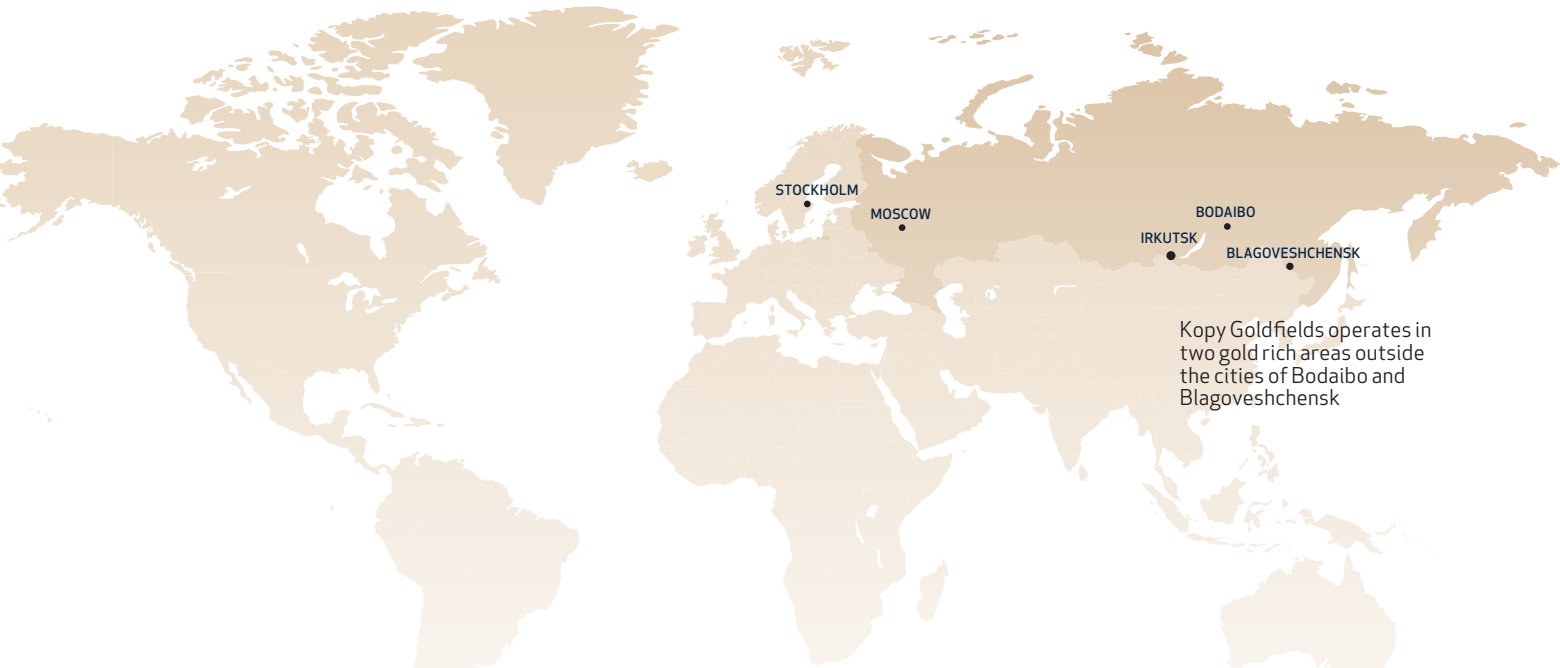 STOCKHOLM
MOSCOW
BODAIBO
IRKUTSK
BLAGOVESHCHENSK
Kopy Goldfields operates in
two gold rich areas outside
the cities of Bodaibo and
Blagoveshchensk